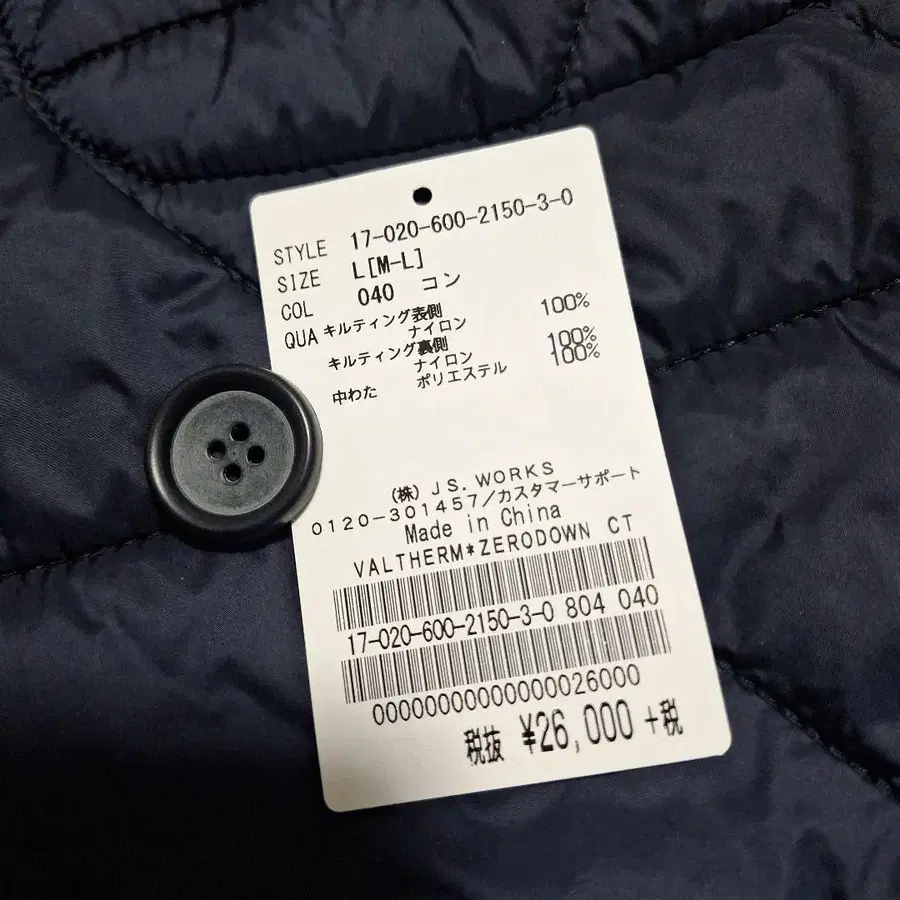 STYLE 17-020-600-2150-3-0
SIZE L[M-L]
COL 040 コン
QUA キルティング表側
ナイロン 100%
キルティング裏側
ナイロン 100%
中わた ポリエステル 100%
(株) JS.WORKS
0120-301457/カスタマーサポート
Made in China
VALTHERM*ZERODOWN CT
17-020-600-2150-3-0 804 040
00000000000000026000
税抜 ¥26,000 +税